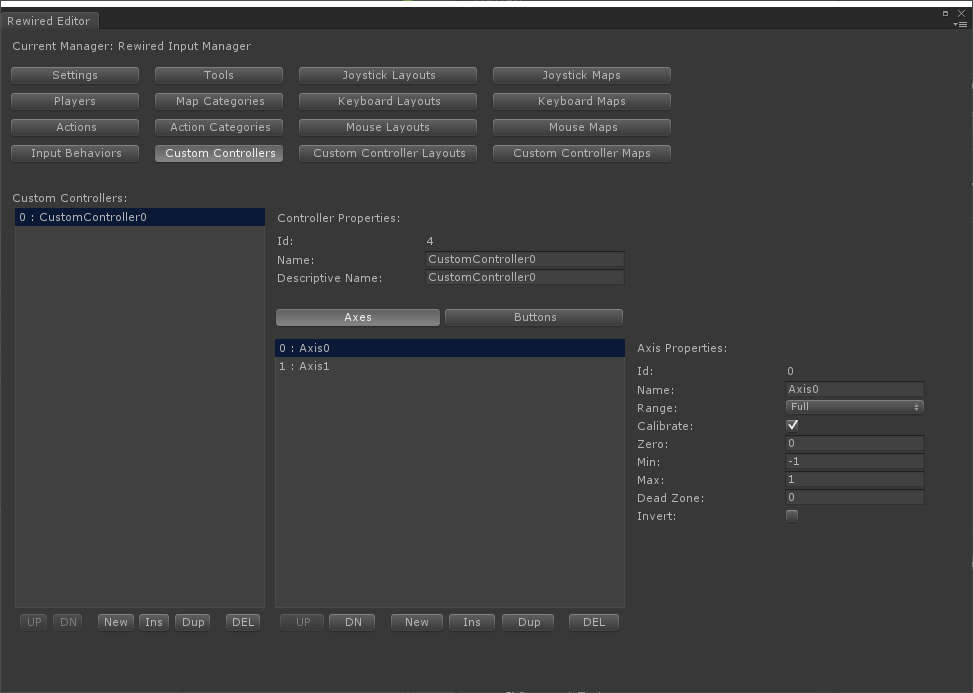 Rewired Editor
Current Manager: Rewired Input Manager
Settings Tools Joystick Layouts Joystick Maps
Players Map Categories Keyboard Layouts Keyboard Maps
Actions Action Categories Mouse Layouts Mouse Maps
Input Behaviors Custom Controllers Custom Controller Layouts Custom Controller Maps
Custom Controllers:
0 : CustomController0
Controller Properties:
Id: 4
Name: CustomController0
Descriptive Name: CustomController0
Axes Buttons
0 : Axis0
1 : Axis1
Axis Properties:
Id: 0
Name: Axis0
Range: Full
Calibrate:
Zero: 0
Min: -1
Max: 1
Dead Zone: 0
Invert:
UP DN New Ins Dup DEL
UP DN New Ins Dup DEL